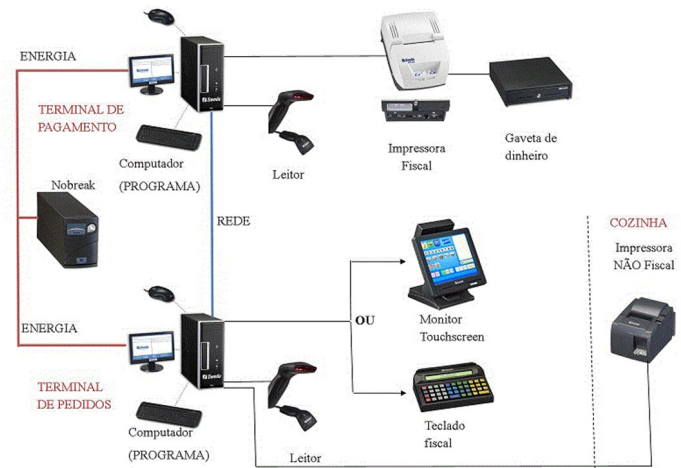 ENERGIA
TERMINAL DE
PAGAMENTO
Computador
(PROGRAMA)
Leitor
Impressora
Fiscal
Gaveta de
dinheiro
Nobreak
REDE
COZINHA
Impressora
NÃO Fiscal
OU
Monitor
Touchscreen
ENERGIA
TERMINAL
DE PEDIDOS
Teclado
fiscal
Computador
(PROGRAMA)
Leitor